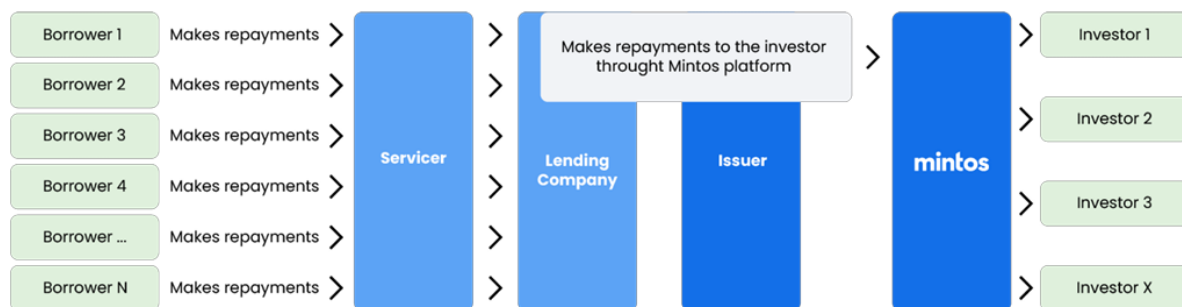 Borrower 1
Makes repayments
Borrower 2
Makes repayments
Borrower 3
Makes repayments
Borrower 4
Makes repayments
Borrower ...
Makes repayments
Borrower N
Makes repayments
Servicer
Lending
Company
Makes repayments to the investor
throught Mintos platform
Issuer
mintos
Investor 1
Investor 2
Investor 3
Investor X